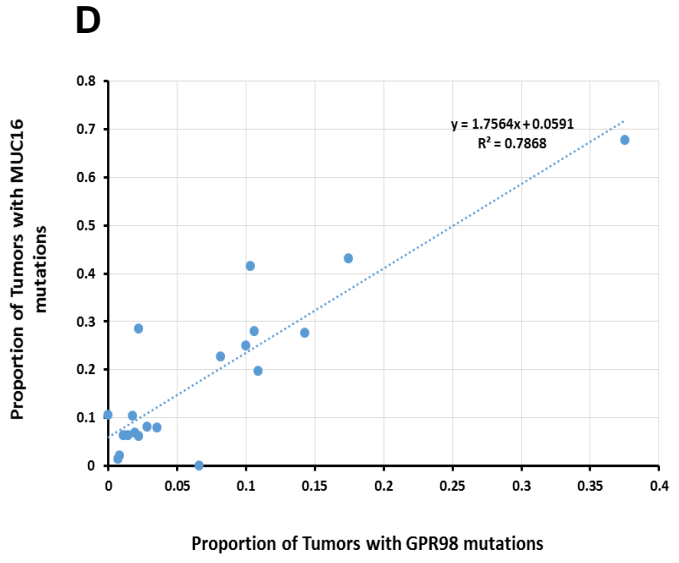 D
Proportion of Tumors with MUC16
mutations
0.8
0.7
0.6
0.5
0.4
0.3
0.2
0.1
0
y = 1.7564x+0.0591
R² = 0.7868
0 0.05 0.1 0.15 0.2 0.25 0.3 0.35 0.4
Proportion of Tumors with GPR98 mutations